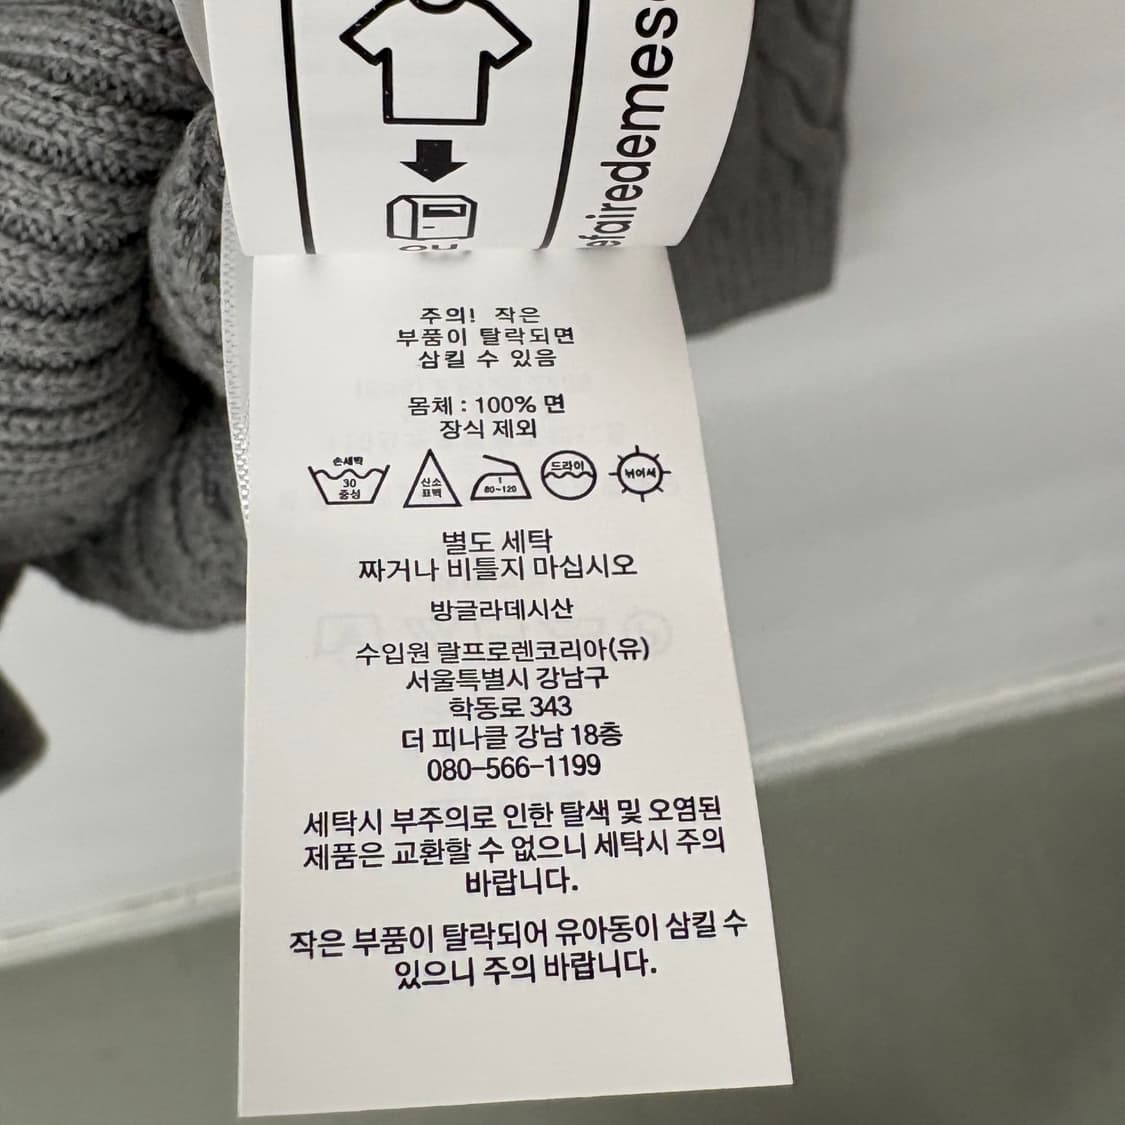 efairedemes
주의! 작은
부품이 탈락되면
삼킬 수 있음
몸체 : 100% 면
장식 제외
손세탁
30
중성
산소
표백
80~120
드라이
뉘어서
별도 세탁
짜거나 비틀지 마십시오
방글라데시산
수입원 랄프로렌코리아(유)
서울특별시 강남구
학동로 343
더 피나클 강남 18층
080-566-1199
세탁시 부주의로 인한 탈색 및 오염된
제품은 교환할 수 없으니 세탁시 주의
바랍니다.
작은 부품이 탈락되어 유아동이 삼킬 수
있으니 주의 바랍니다.